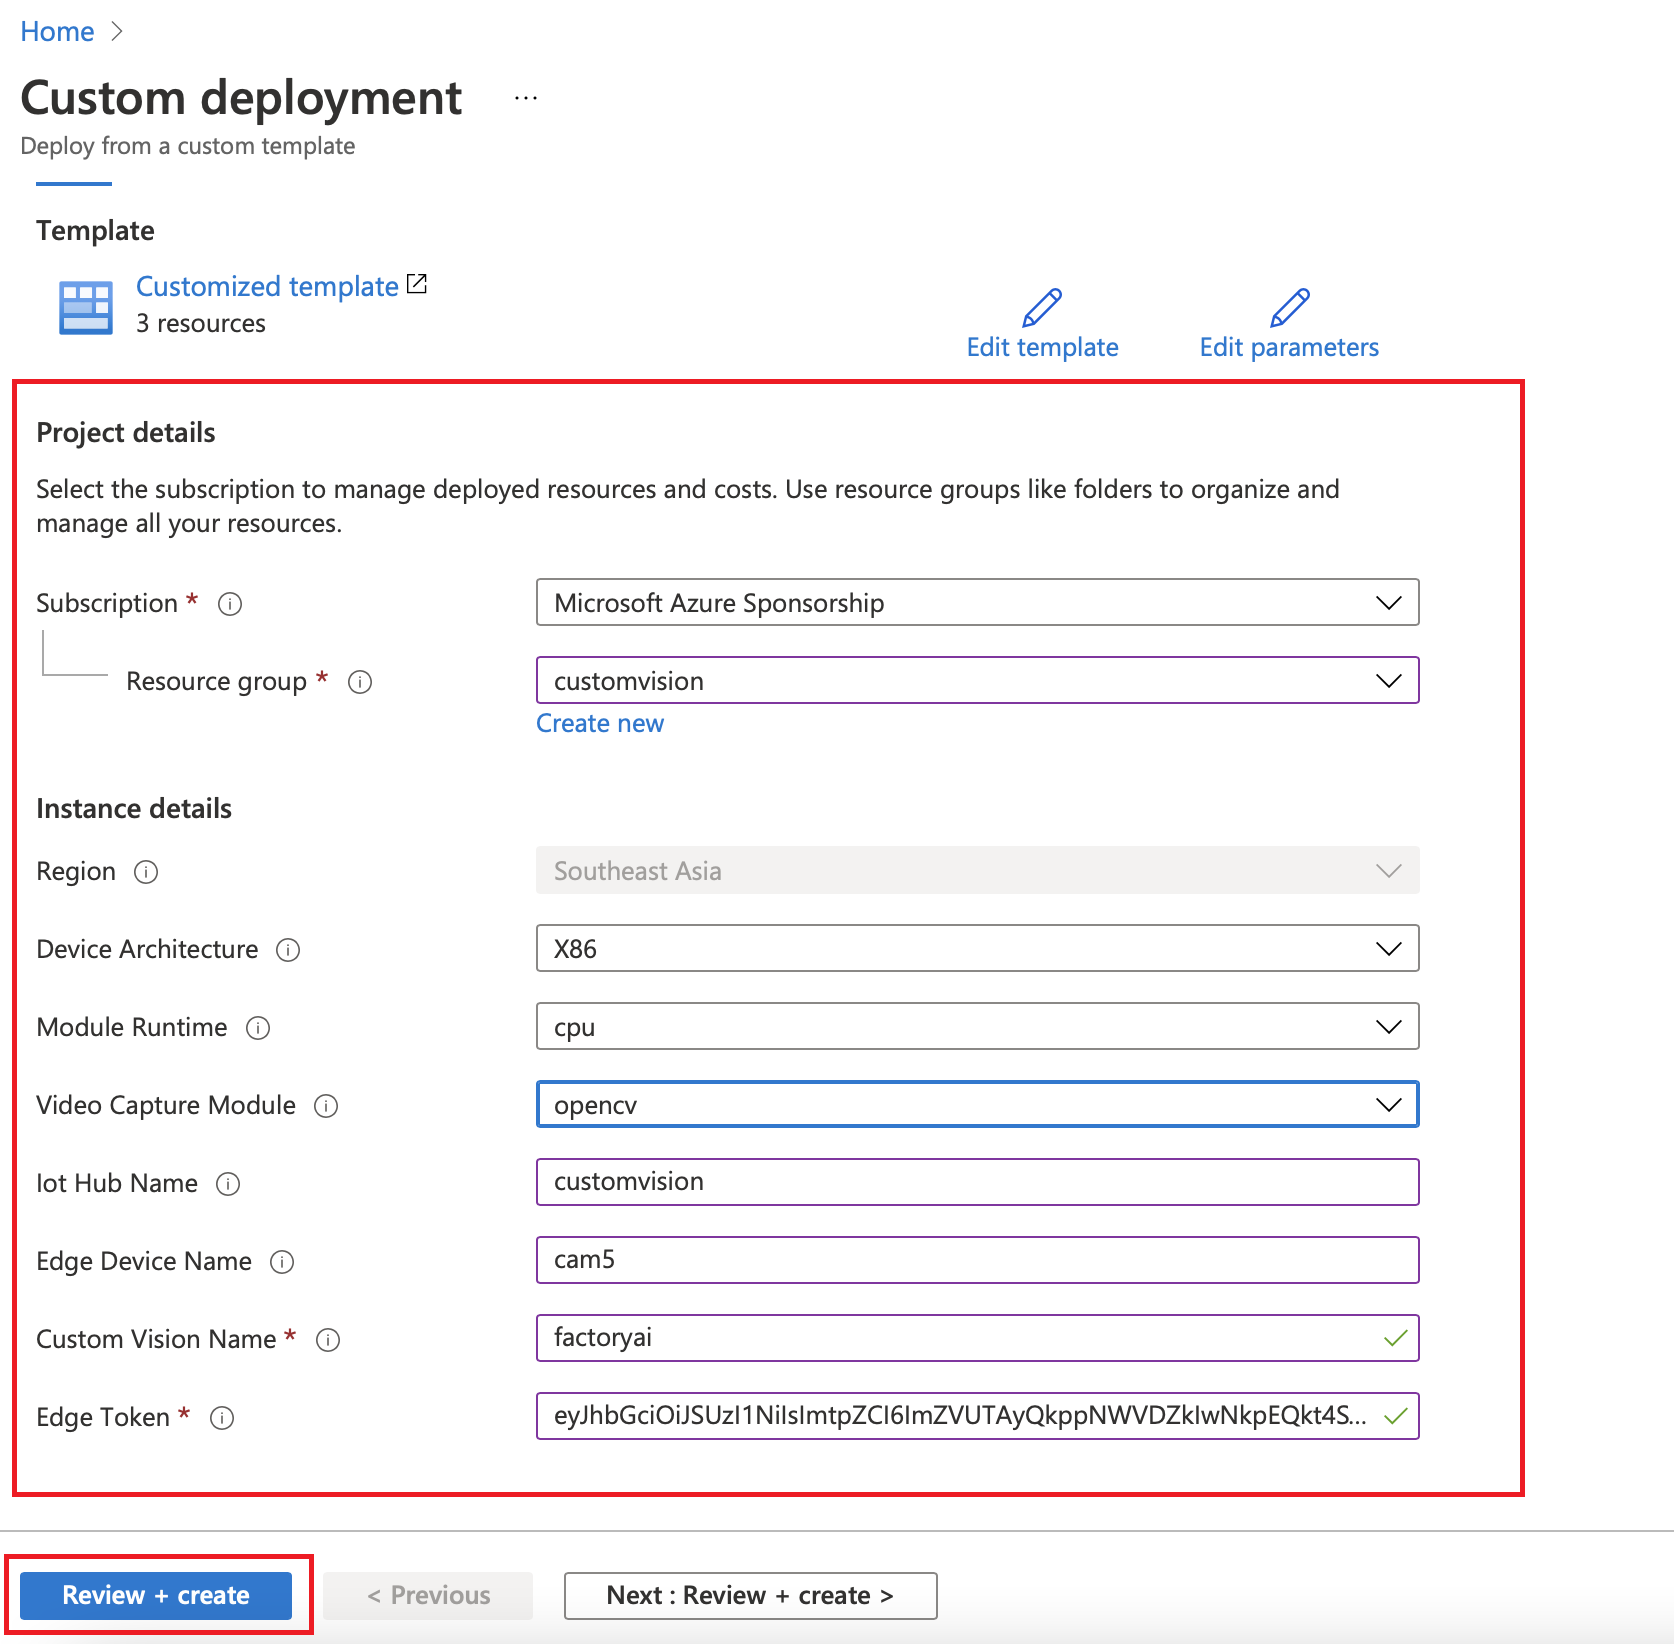 Home >
Custom deployment ...
Deploy from a custom template
Template
Customized template
3 resources
Edit template
Edit parameters
Project details
Select the subscription to manage deployed resources and costs. Use resource groups like folders to organize and
manage all your resources.
Subscription * Microsoft Azure Sponsorship
Resource group * customvision
Create new
Instance details
Region Southeast Asia
Device Architecture X86
Module Runtime cpu
Video Capture Module opencv
Iot Hub Name customvision
Edge Device Name cam5
Custom Vision Name * factoryai
Edge Token * eyJhbGciOiJSUzI1NiIsImtpZCI6ImZVUTAyQkppNWVDZklwNkpEQkt4S...
Review + create
< Previous
Next : Review + create >